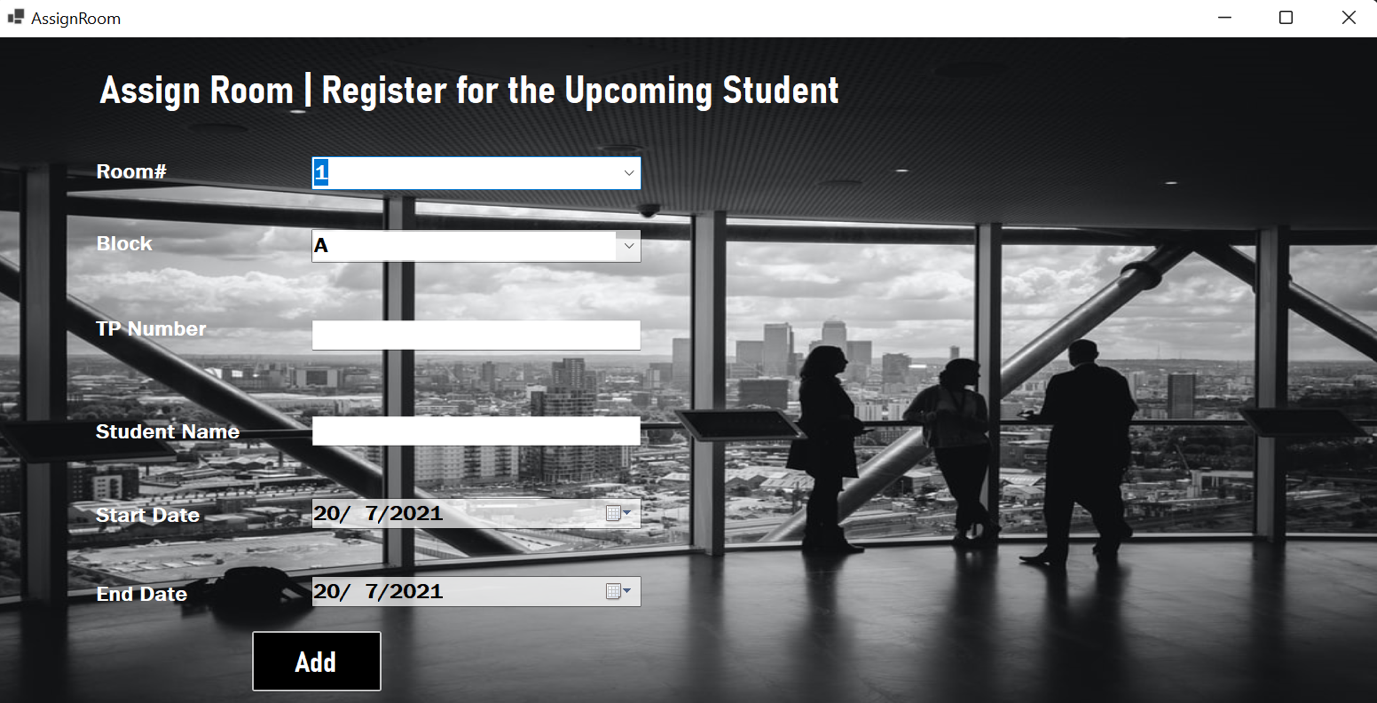 AssignRoom
Assign Room | Register for the Upcoming Student
Room# 1
Block A
TP Number
Student Name
Start Date 20/ 7/2021
End Date 20/ 7/2021
Add